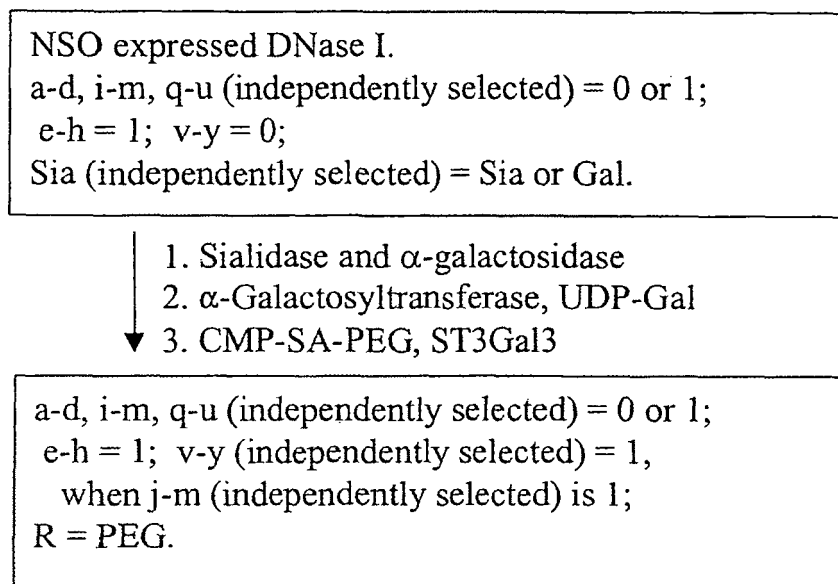 NSO expressed DNase I.
a-d, i-m, q-u (independently selected) = 0 or 1;
e-h = 1; v-y = 0;
Sia (independently selected) = Sia or Gal.
1. Sialidase and α-galactosidase
2. α-Galactosyltransferase, UDP-Gal
3. CMP-SA-PEG, ST3Gal3
a-d, i-m, q-u (independently selected) = 0 or 1;
e-h = 1; v-y (independently selected) = 1,
when j-m (independently selected) is 1;
R = PEG.